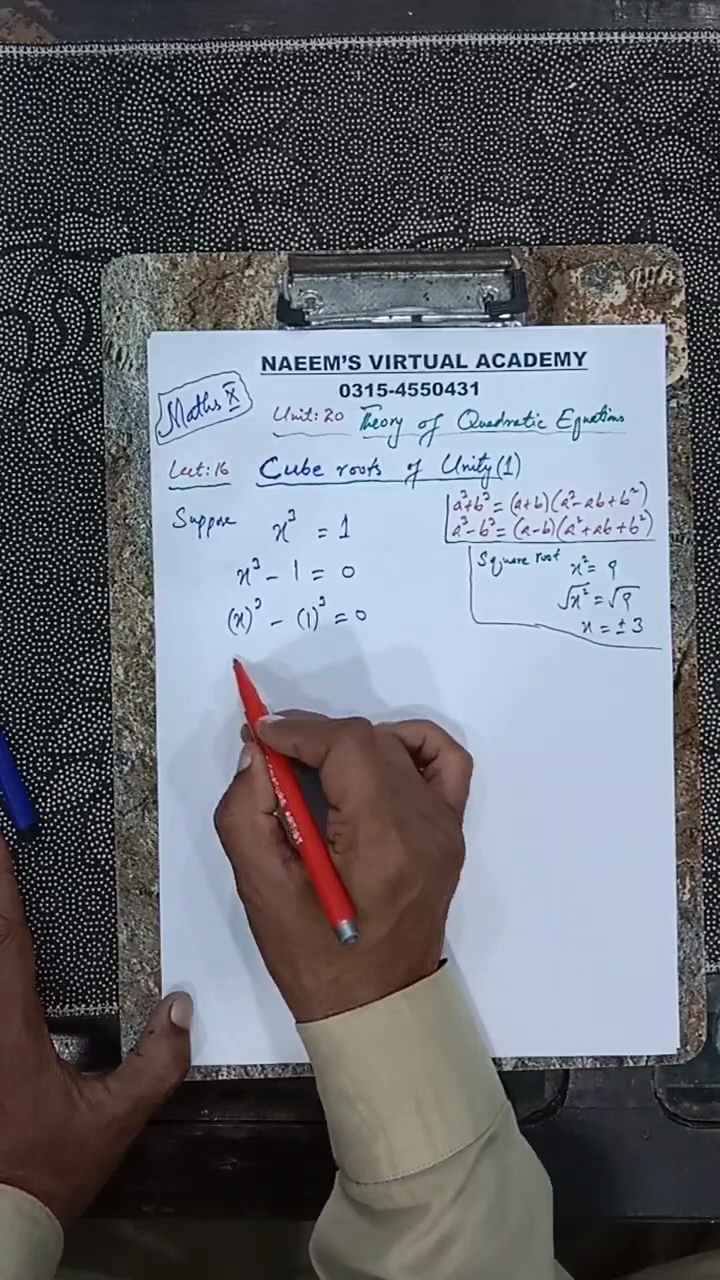 NAEEM'S VIRTUAL ACADEMY
0315-4550431
Maths X
Unit: 20 Theory of Quadratic Equations
Lect: 16 Cube roots of Unity (1)
Suppose x³ = 1
x³ - 1 = 0
(x)³ - (1)³ = 0
a³+b³ = (a+b)(a²-ab+b²)
a³-b³ = (a-b)(a²+ab+b²)
Square root x² = 9
√x² = √9
x = ± 3